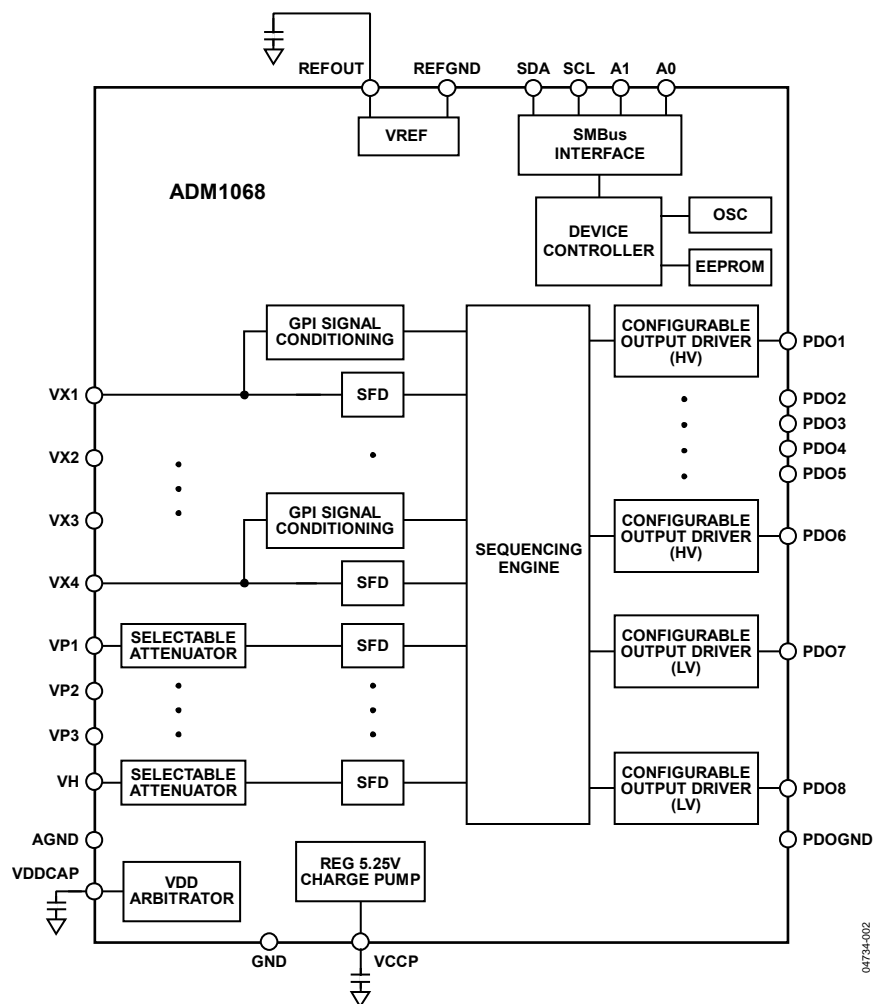 REFOUT
REFGND
SDA
SCL
A1
A0
VREF
SMBus
INTERFACE
ADM1068
DEVICE
CONTROLLER
OSC
EEPROM
GPI SIGNAL
CONDITIONING
CONFIGURABLE
OUTPUT DRIVER
(HV)
PDO1
VX1
SFD
PDO2
PDO3
PDO4
PDO5
VX2
VX3
GPI SIGNAL
CONDITIONING
SEQUENCING
ENGINE
CONFIGURABLE
OUTPUT DRIVER
(HV)
PDO6
VX4
SFD
VP1
SELECTABLE
ATTENUATOR
SFD
CONFIGURABLE
OUTPUT DRIVER
(LV)
PDO7
VP2
VP3
VH
SELECTABLE
ATTENUATOR
SFD
CONFIGURABLE
OUTPUT DRIVER
(LV)
PDO8
AGND
PDOGND
VDDCAP
VDD
ARBITRATOR
REG 5.25V
CHARGE PUMP
GND
VCCP
04734-002